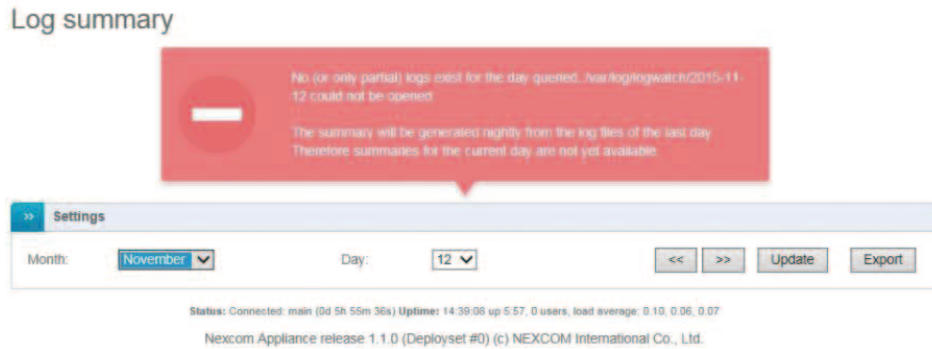 Log summary
No (or only partial) logs exist for the day queried../var/log/logwatch/2015-11-
12 could not be opened
The summary will be generated nightly from the log files of the last day
Therefore summaries for the current day are not yet available.
>> Settings
Month: November Day: 12 << >> Update Export
Status: Connected: main (0d 5h 55m 36s) Uptime: 14:39:06 up 5:57, 0 users, load average: 0.10, 0.06, 0.07
Nexcom Appliance release 1.1.0 (Deployset #0) (c) NEXCOM International Co., Ltd.